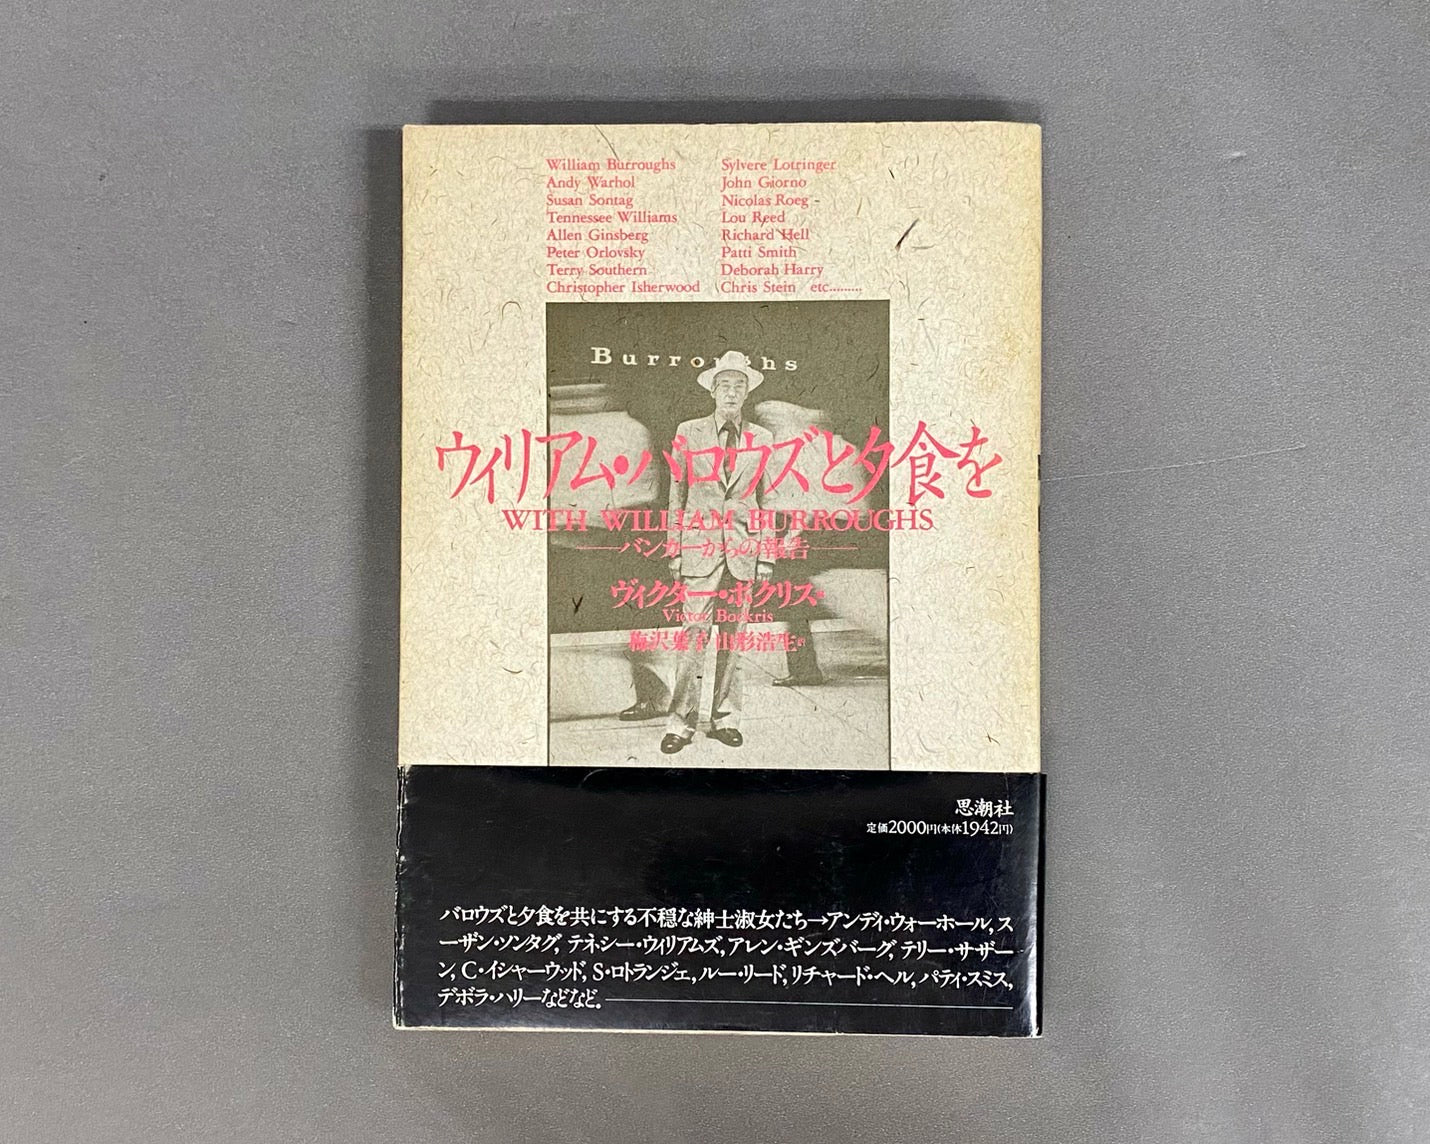 William Burroughs
Andy Warhol
Susan Sontag
Tennessee Williams
Allen Ginsberg
Peter Orlovsky
Terry Southern
Christopher Isherwood
Sylvere Lotringer
John Giorno
Nicolas Roeg
Lou Reed
Richard Hell
Patti Smith
Deborah Harry
Chris Stein etc.........
Burroughs
ウィリアム・バロウズと夕食を
WITH WILLIAM BURROUGHS
──バンカーからの報告──
ヴィクター・ボクリス・
Victor Bockris
梅沢葉子 山形浩生訳
思潮社
定価2000円(本体1942円)
バロウズと夕食を共にする不穏な紳士淑女たち→アンディ・ウォーホール, ス
ーザン・ソンタグ, テネシー・ウィリアムズ, アレン・ギンズバーグ, テリー・サザー
ン, C・イシャーウッド, S・ロトランジェ, ルー・リード, リチャード・ヘル, パティ・スミス,
デボラ・ハリーなどなど.